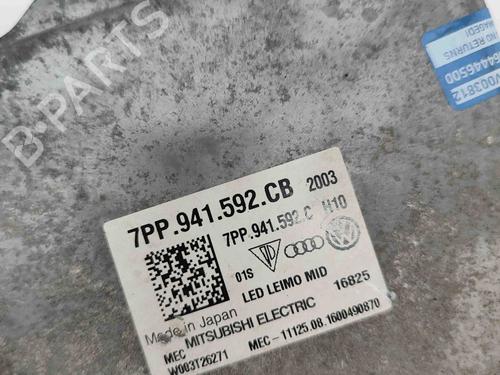 B-PARTS
NO RETURNS
64446500
7003812
7PP.941.592.CB 2003
7PP.941.592.C H10
01S
LED LEIMO MID
Made in Japan
MITSUBISHI ELECTRIC 16825
MEC MEC-11125.08.1600490870
W003T26271